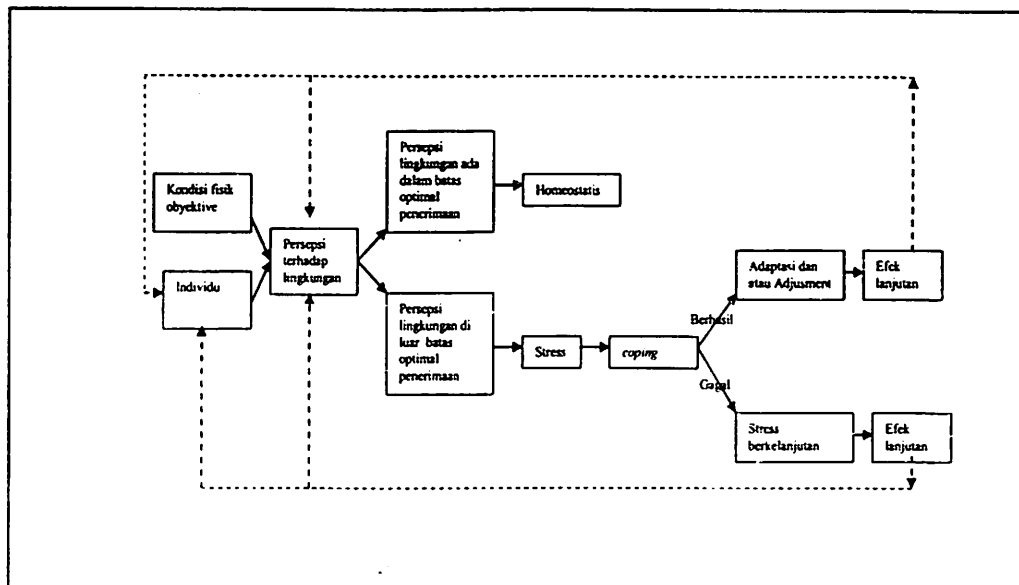 Kondisi fisik
obyektive
Individu
Persepsi
terhadap
lingkungan
Persepsi
lingkungan ada
dalam batas
optimal
penerimaan
Homeostatis
Persepsi
lingkungan di
luar batas
optimal
penerimaan
Stress
coping
Berhasil
Gagal
Adaptasi dan
atau Adjusment
Efek
lanjutan
Stress
berkelanjutan
Efek
lanjutan